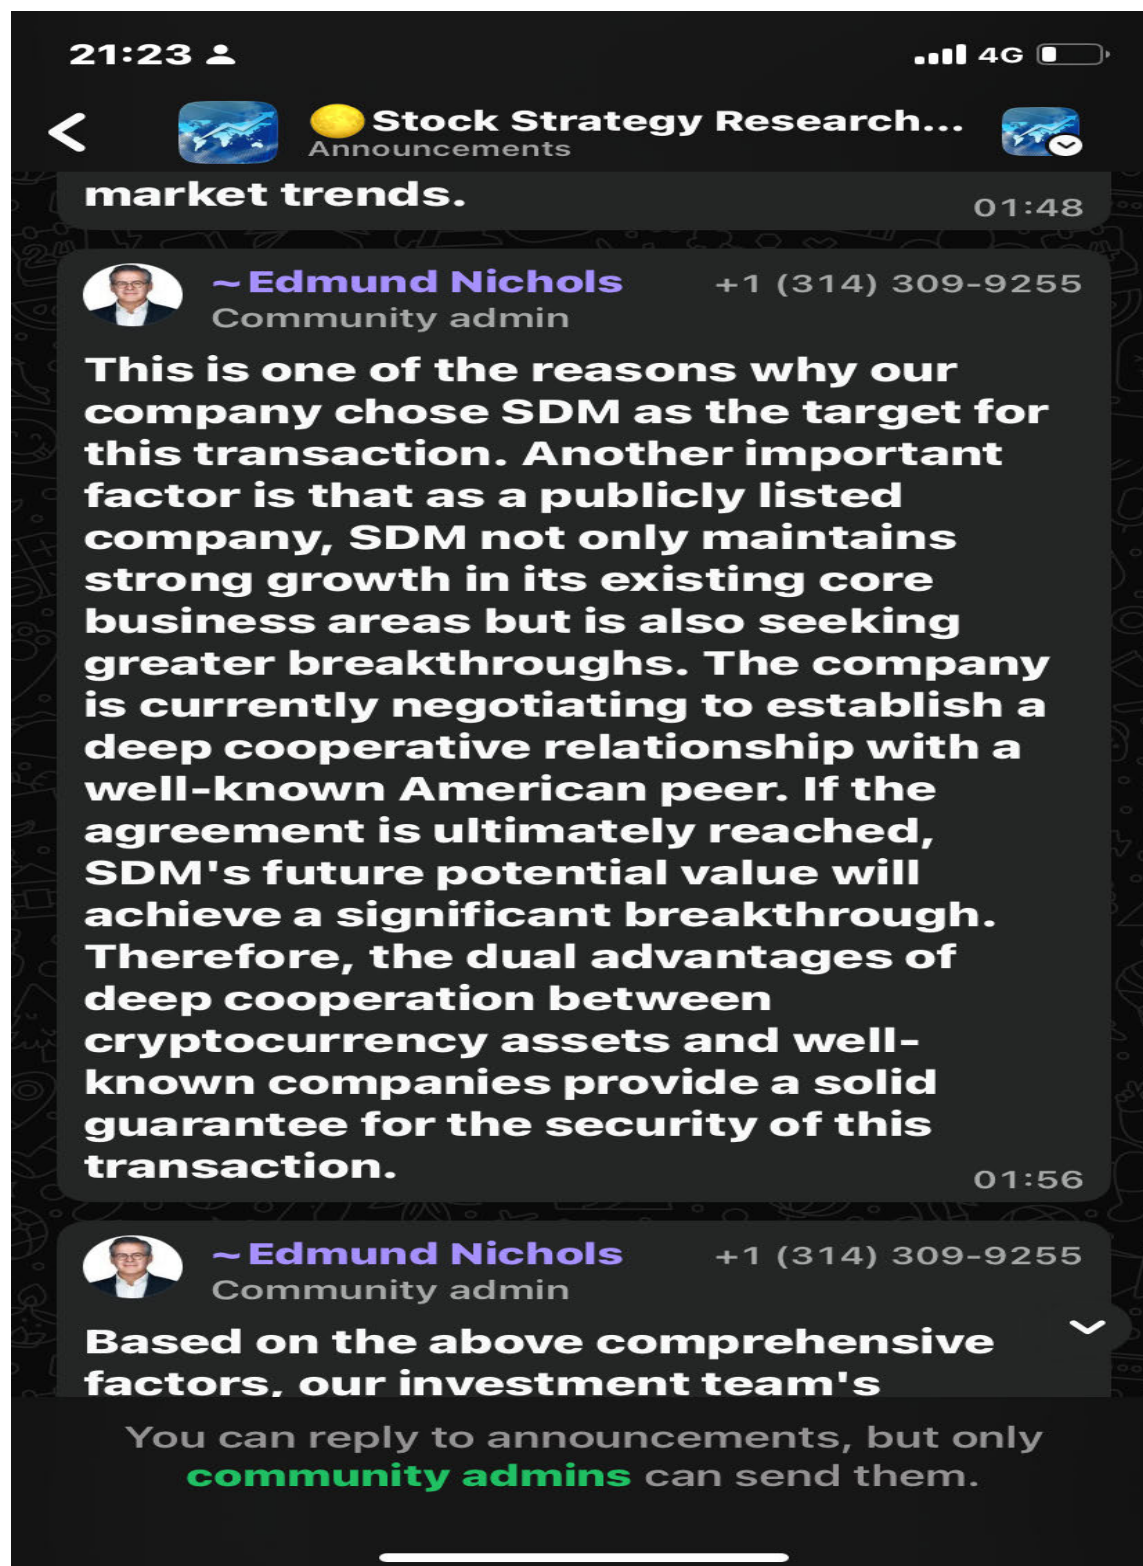 21:23
4G
Stock Strategy Research...
Announcements
market trends.
01:48
~Edmund Nichols +1 (314) 309-9255
Community admin
This is one of the reasons why our
company chose SDM as the target for
this transaction. Another important
factor is that as a publicly listed
company, SDM not only maintains
strong growth in its existing core
business areas but is also seeking
greater breakthroughs. The company
is currently negotiating to establish a
deep cooperative relationship with a
well-known American peer. If the
agreement is ultimately reached,
SDM's future potential value will
achieve a significant breakthrough.
Therefore, the dual advantages of
deep cooperation between
cryptocurrency assets and well-
known companies provide a solid
guarantee for the security of this
transaction.
01:56
~Edmund Nichols +1 (314) 309-9255
Community admin
Based on the above comprehensive
factors, our investment team's
You can reply to announcements, but only
community admins can send them.